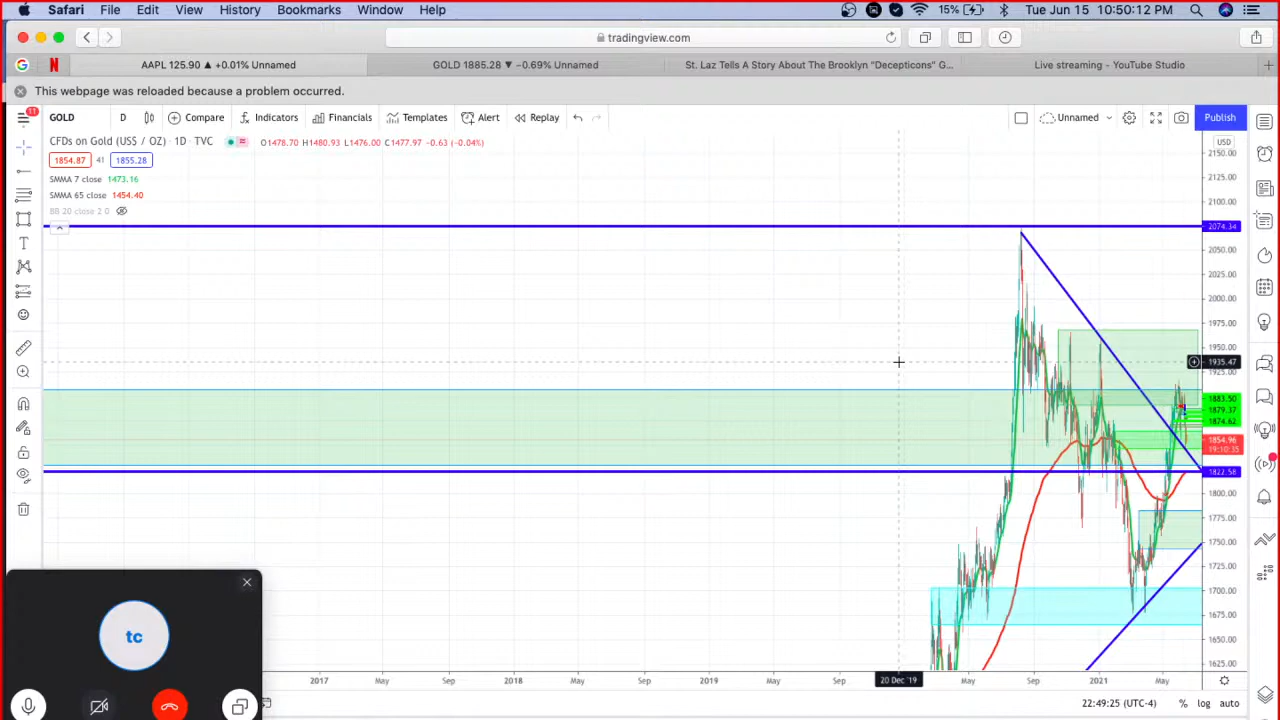 Safari File Edit View History Bookmarks Window Help 15% Tue Jun 15 10:50:12 PM
tradingview.com
AAPL 125.90 ▲ +0.01% Unnamed GOLD 1885.28 ▼ −0.69% Unnamed St. Laz Tells A Story About The Brooklyn "Decepticons" G... Live streaming - YouTube Studio
This webpage was reloaded because a problem occurred.
11 GOLD D Compare Indicators Financials Templates Alert Replay Unnamed Publish
CFDs on Gold (US$ / OZ) · 1D · TVC O1478.70 H1480.93 L1476.00 C1477.97 −0.63 (−0.04%) USD
1854.87 41 1855.28
SMMA 7 close 1473.16
SMMA 65 close 1454.40
BB 20 close 2 0
2150.00
2125.00
2100.00
2074.34
2050.00
2025.00
2000.00
1975.00
1950.00
1935.47
1925.00
1883.50
1879.37
1874.62
1854.96
19:10:35
1822.58
1800.00
1775.00
1750.00
1725.00
1700.00
1675.00
1650.00
1625.00
tc
2017 May Sep 2018 May Sep 2019 May Sep 20 Dec '19 May Sep 2021 May
22:49:25 (UTC-4) % log auto